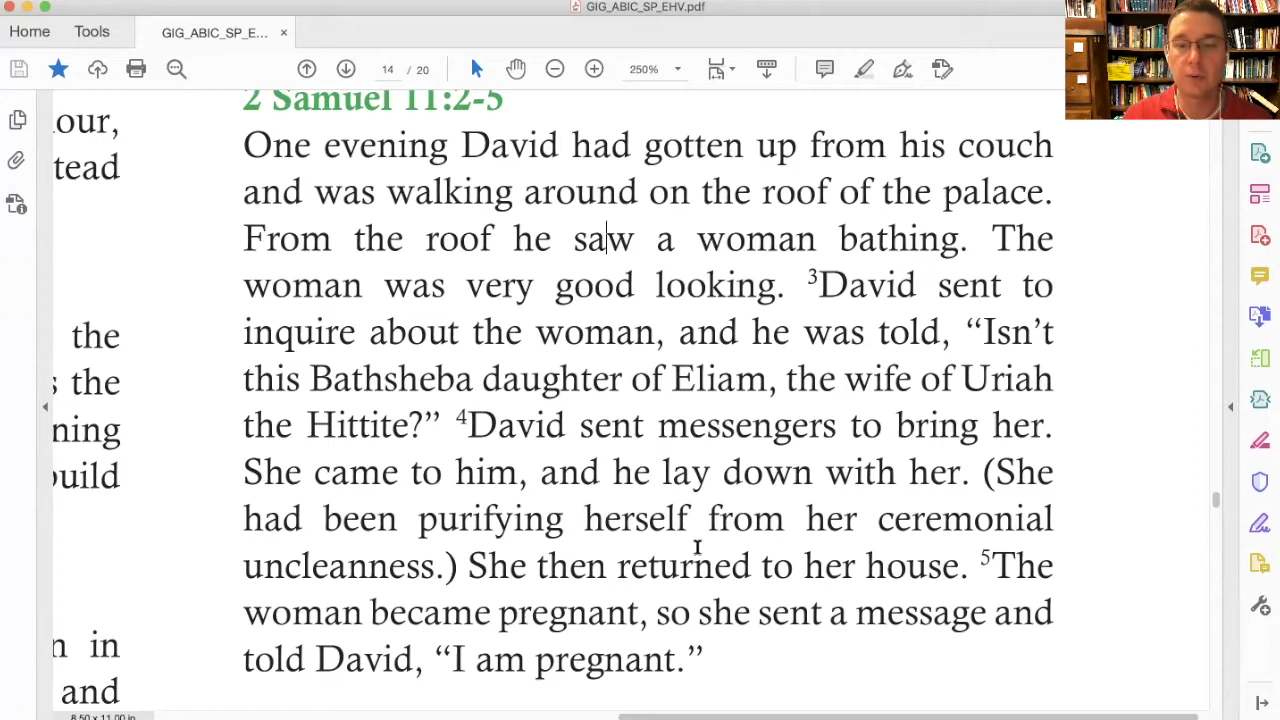 GIG_ABIC_SP_EHV.pdf
Home Tools GIG_ABIC_SP_E... ×
14 / 20 250%
our,
tead
the
s the
ning
build
n in
and
2 Samuel 11:2-5
One evening David had gotten up from his couch
and was walking around on the roof of the palace.
From the roof he saw a woman bathing. The
woman was very good looking. ³David sent to
inquire about the woman, and he was told, “Isn’t
this Bathsheba daughter of Eliam, the wife of Uriah
the Hittite?” ⁴David sent messengers to bring her.
She came to him, and he lay down with her. (She
had been purifying herself from her ceremonial
uncleanness.) She then returned to her house. ⁵The
woman became pregnant, so she sent a message and
told David, “I am pregnant.”
8.50 x 11.00 in